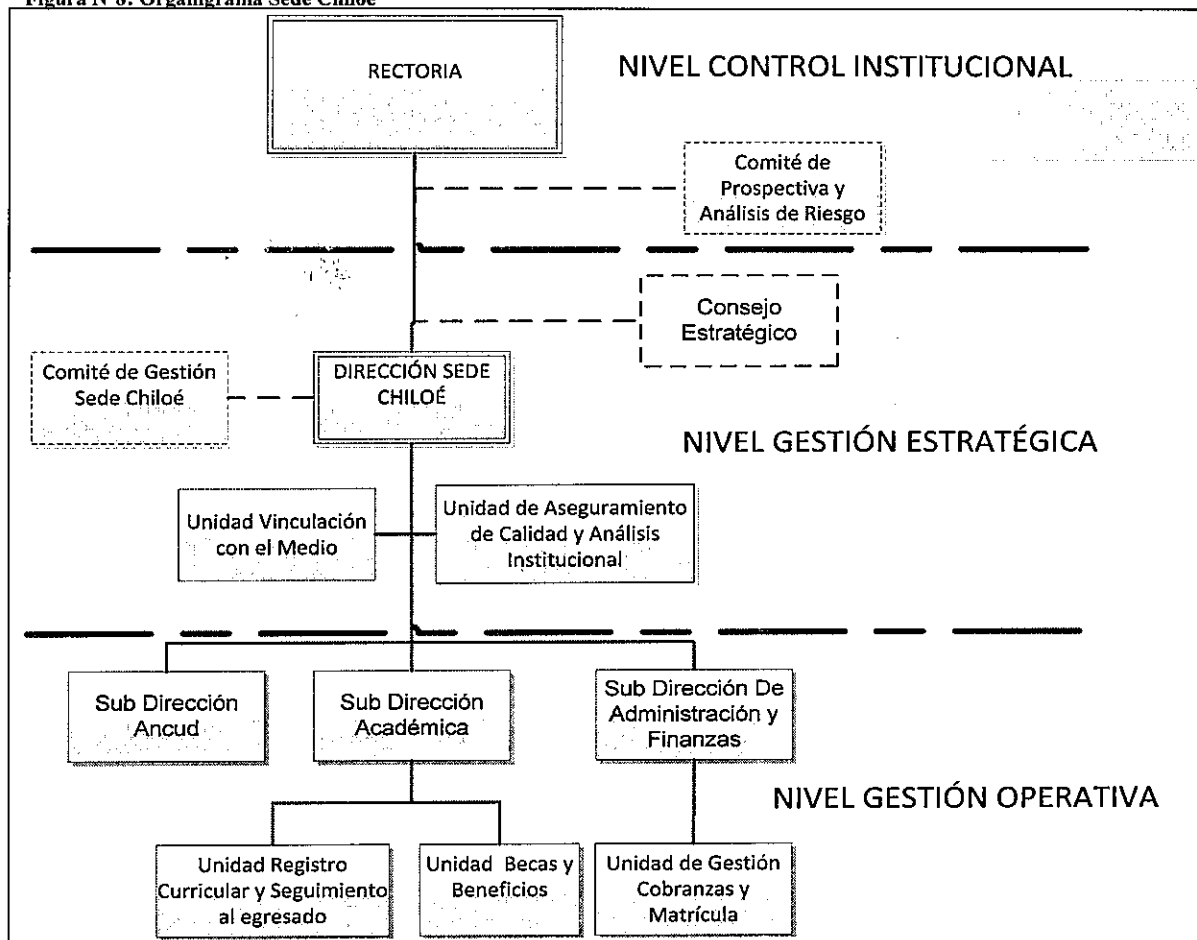 Figura N°8: Organigrama Sede Chiloé
RECTORIA
NIVEL CONTROL INSTITUCIONAL
Comité de
Prospectiva y
Análisis de Riesgo
Consejo
Estratégico
Comité de Gestión
Sede Chiloé
DIRECCIÓN SEDE
CHILOÉ
NIVEL GESTIÓN ESTRATÉGICA
Unidad Vinculación
con el Medio
Unidad de Aseguramiento
de Calidad y Análisis
Institucional
Sub Dirección
Ancud
Sub Dirección
Académica
Sub Dirección De
Administración y
Finanzas
NIVEL GESTIÓN OPERATIVA
Unidad Registro
Curricular y Seguimiento
al egresado
Unidad Becas y
Beneficios
Unidad de Gestión
Cobranzas y
Matrícula